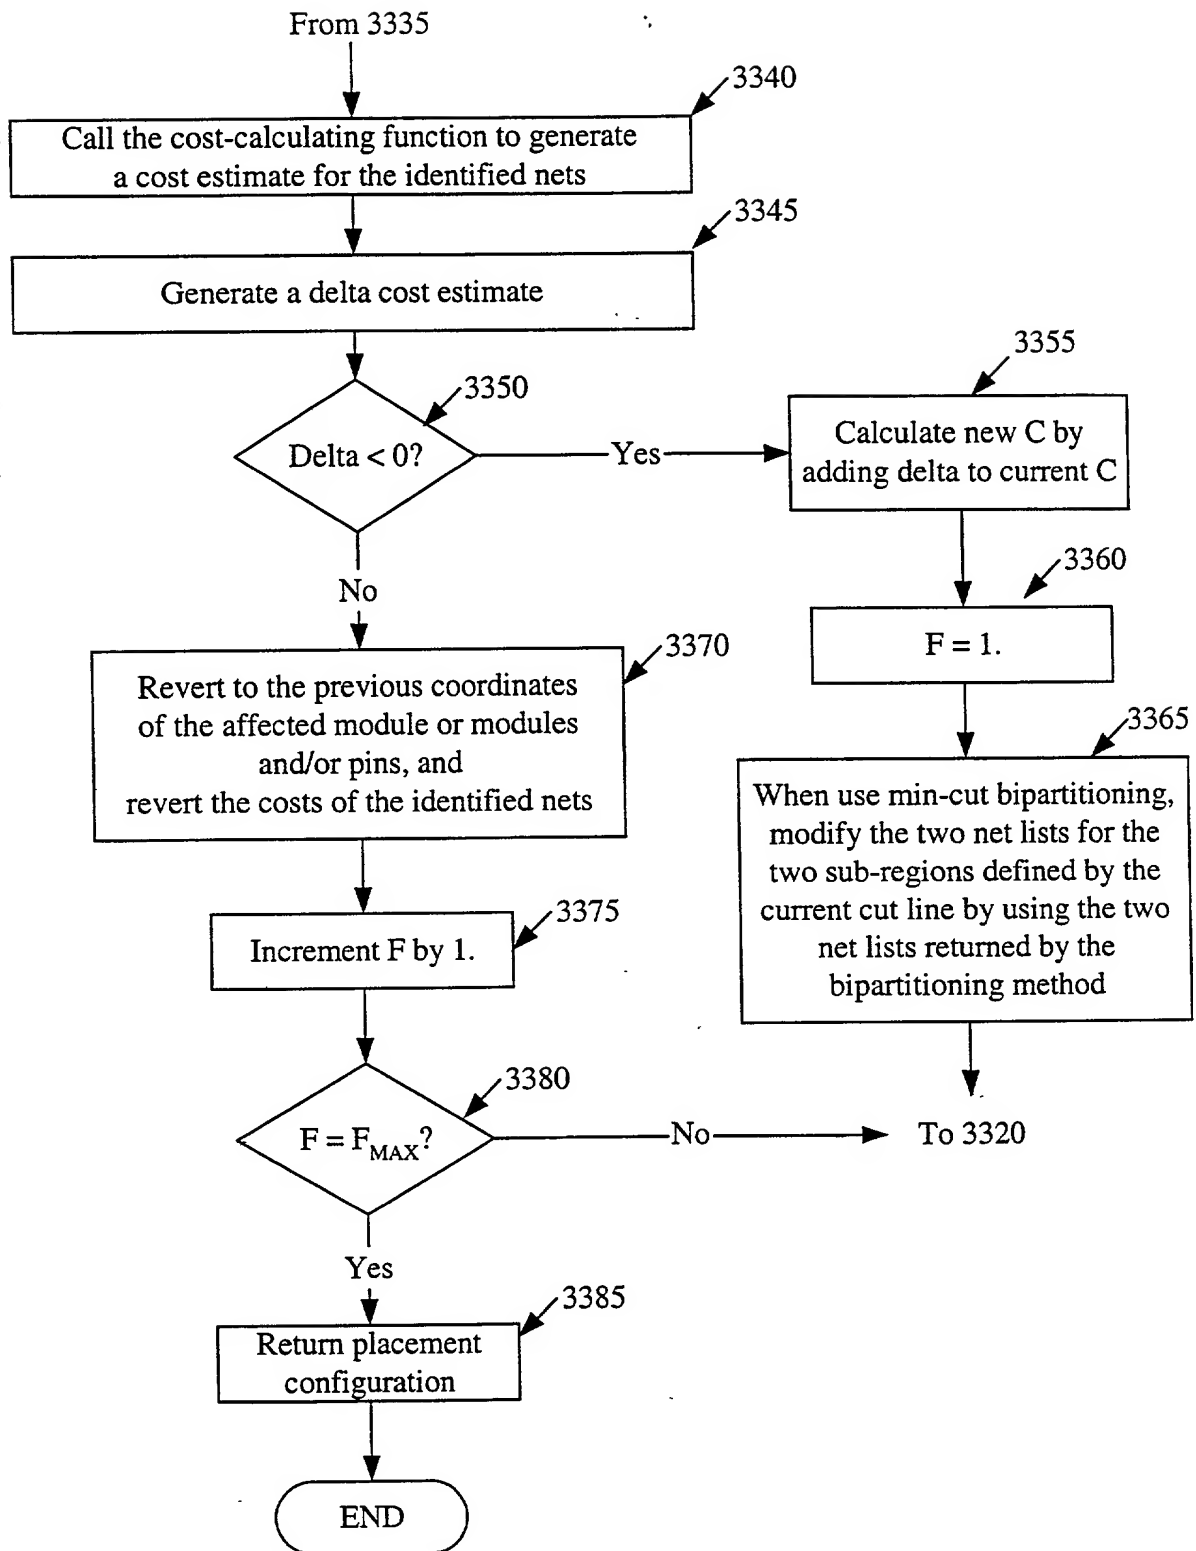 From 3335
3340
Call the cost-calculating function to generate
a cost estimate for the identified nets
3345
Generate a delta cost estimate
3350
Delta < 0?
Yes
3355
Calculate new C by
adding delta to current C
No
3360
F = 1.
3370
Revert to the previous coordinates
of the affected module or modules
and/or pins, and
revert the costs of the identified nets
3365
When use min-cut bipartitioning,
modify the two net lists for the
two sub-regions defined by the
current cut line by using the two
net lists returned by the
bipartitioning method
3375
Increment F by 1.
3380
F = FMAX?
No
To 3320
Yes
3385
Return placement
configuration
END